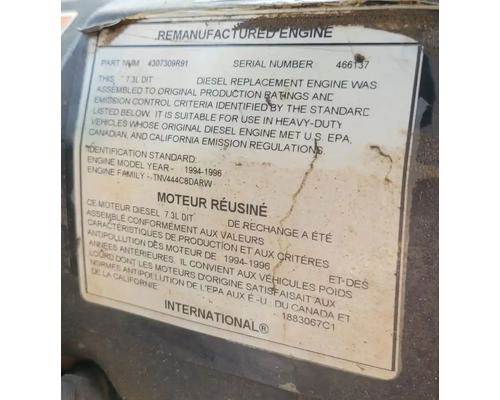 REMANUFACTURED ENGINE
PART NUM 4307309R91 SERIAL NUMBER 466137
THIS 7.3L DIT DIESEL REPLACEMENT ENGINE WAS
ASSEMBLED TO ORIGINAL PRODUCTION RATINGS AND
EMISSION CONTROL CRITERIA IDENTIFIED BY THE STANDARD
LISTED BELOW. IT IS SUITABLE FOR USE IN HEAVY-DUTY
VEHICLES WHOSE ORIGINAL DIESEL ENGINE MET U.S. EPA,
CANADIAN, AND CALIFORNIA EMISSION REGULATIONS.
IDENTIFICATION STANDARD:
ENGINE MODEL YEAR - 1994-1996
ENGINE FAMILY - TNV444C8DARW
MOTEUR RÉUSINÉ
CE MOTEUR DIESEL 7.3L DIT DE RECHANGE A ÉTÉ
ASSEMBLÉ CONFORMEMENT AUX VALEURS
CARACTÉRISTIQUES DE PRODUCTION ET AUX CRITÉRES
ANTIPOLLUTION DÈS MOTEUR DE 1994-1996 ET-DES
ANNÉES ANTÉRIEURES. IL CONVIENT AUX VÉHICULES POIDS
LOURD DONT LES MOTEURS D'ORIGINE SATISFAISAIT AUX
NORMES ANTIPOLLUTION DE L'EPA AUX É-U., DU CANADA ET
DE LA CALIFORNIE 1883067C1
INTERNATIONAL®